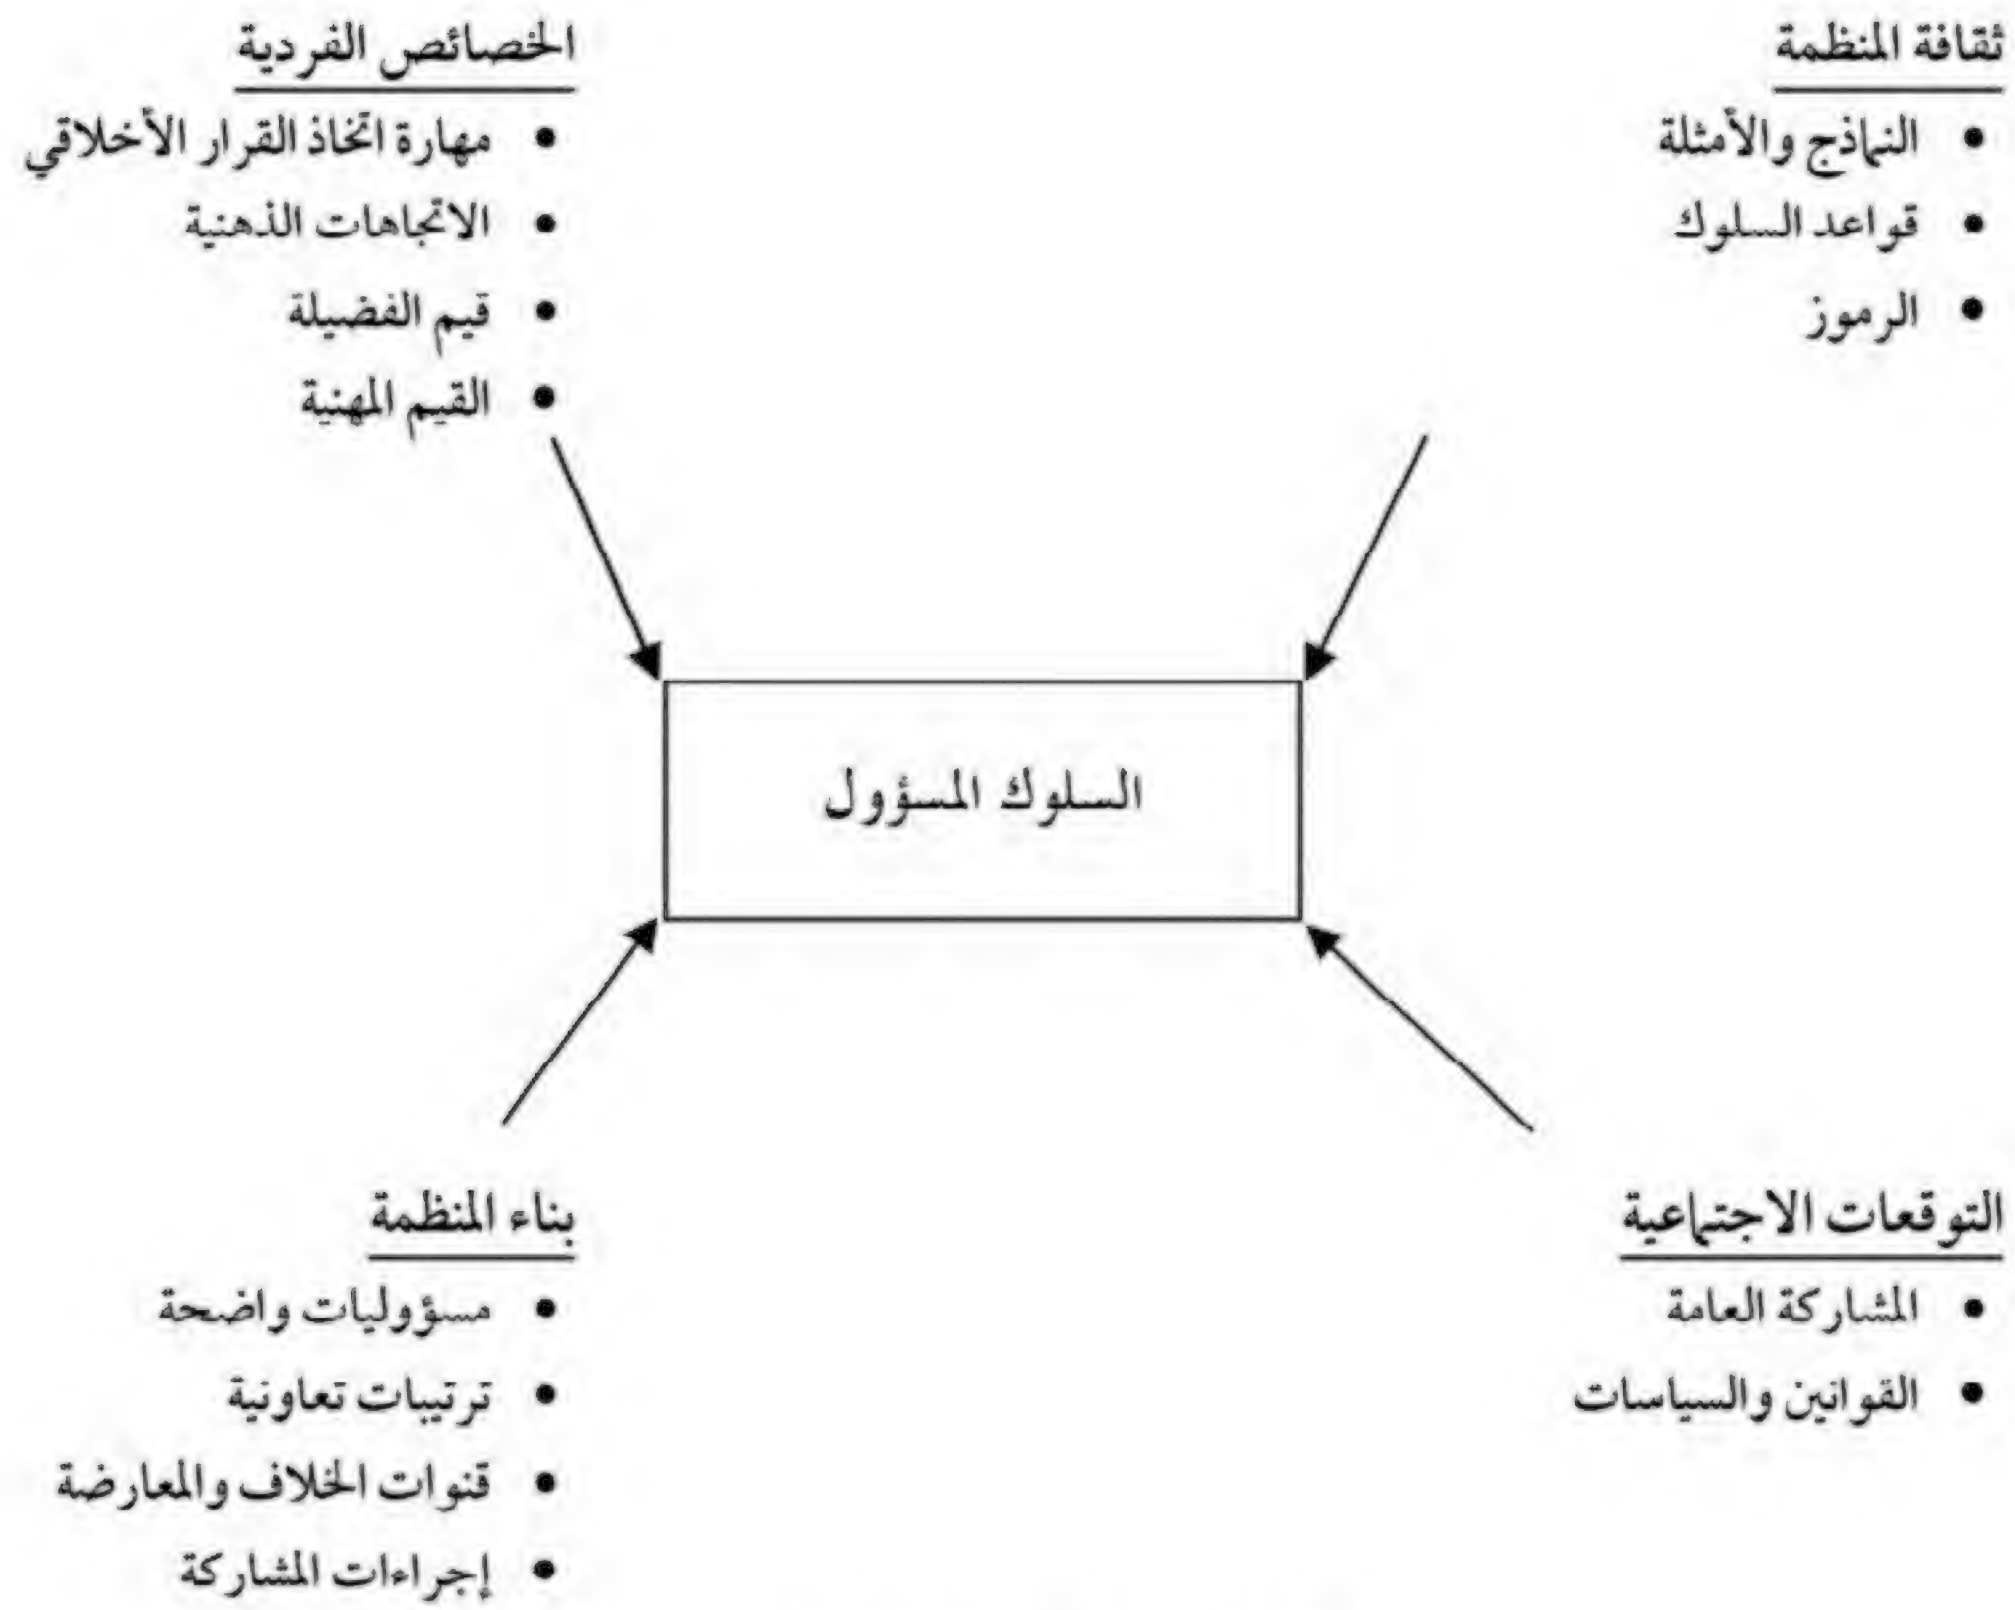 ثقافة المنظمة
• النماذج والأمثلة
• قواعد السلوك
• الرموز
الخصائص الفردية
• مهارة اتخاذ القرار الأخلاقي
• الاتجاهات الذهنية
• قيم الفضيلة
• القيم المهنية
السلوك المسؤول
التوقعات الاجتماعية
• المشاركة العامة
• القوانين والسياسات
بناء المنظمة
• مسؤوليات واضحة
• ترتيبات تعاونية
• قنوات الخلاف والمعارضة
• إجراءات المشاركة